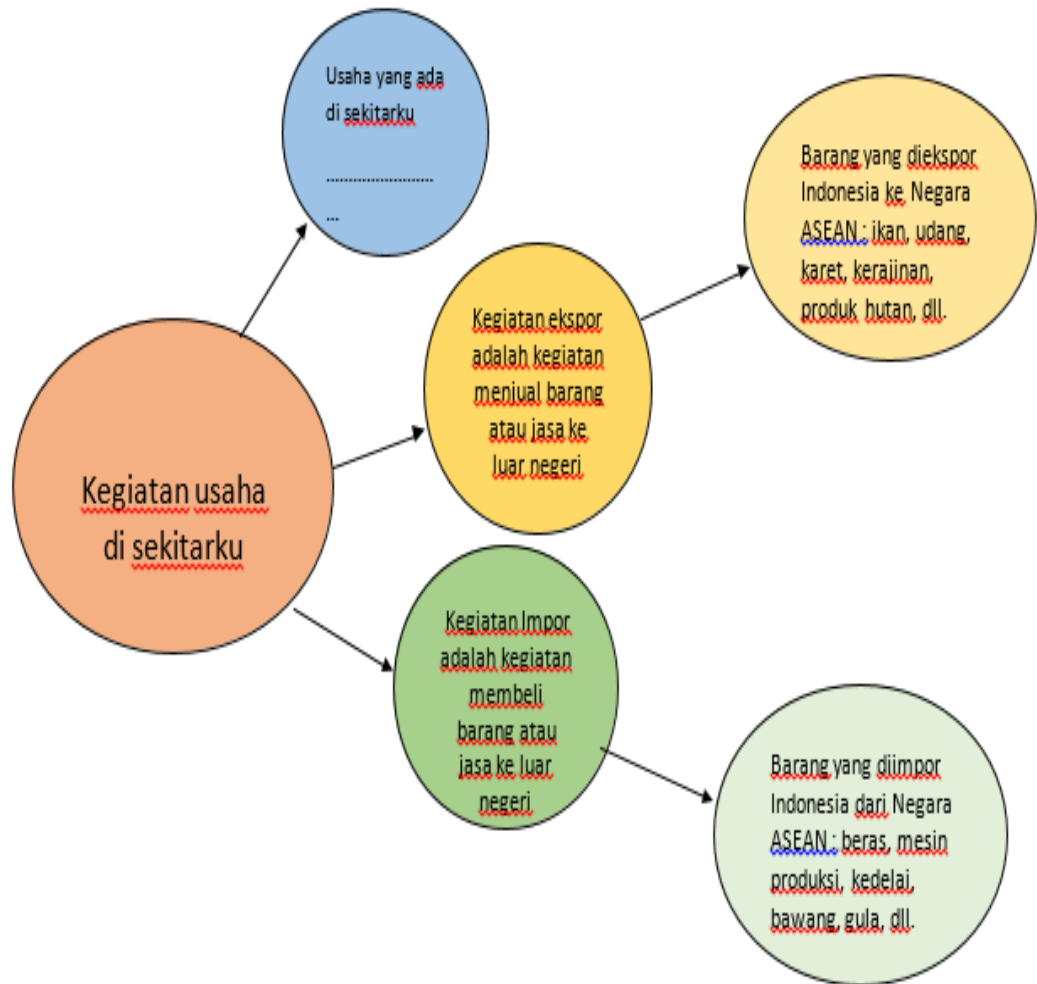 Usaha yang ada
di sekitarku
........................
...
Barang yang diekspor
Indonesia ke Negara
ASEAN : ikan, udang,
karet, kerajinan,
produk hutan, dll.
Kegiatan ekspor
adalah kegiatan
menjual barang
atau jasa ke
luar negeri
Kegiatan usaha
di sekitarku
Kegiatan Impor
adalah kegiatan
membeli
barang atau
jasa ke luar
negeri
Barang yang diimpor
Indonesia dari Negara
ASEAN : beras, mesin
produksi, kedelai,
bawang, gula, dll.